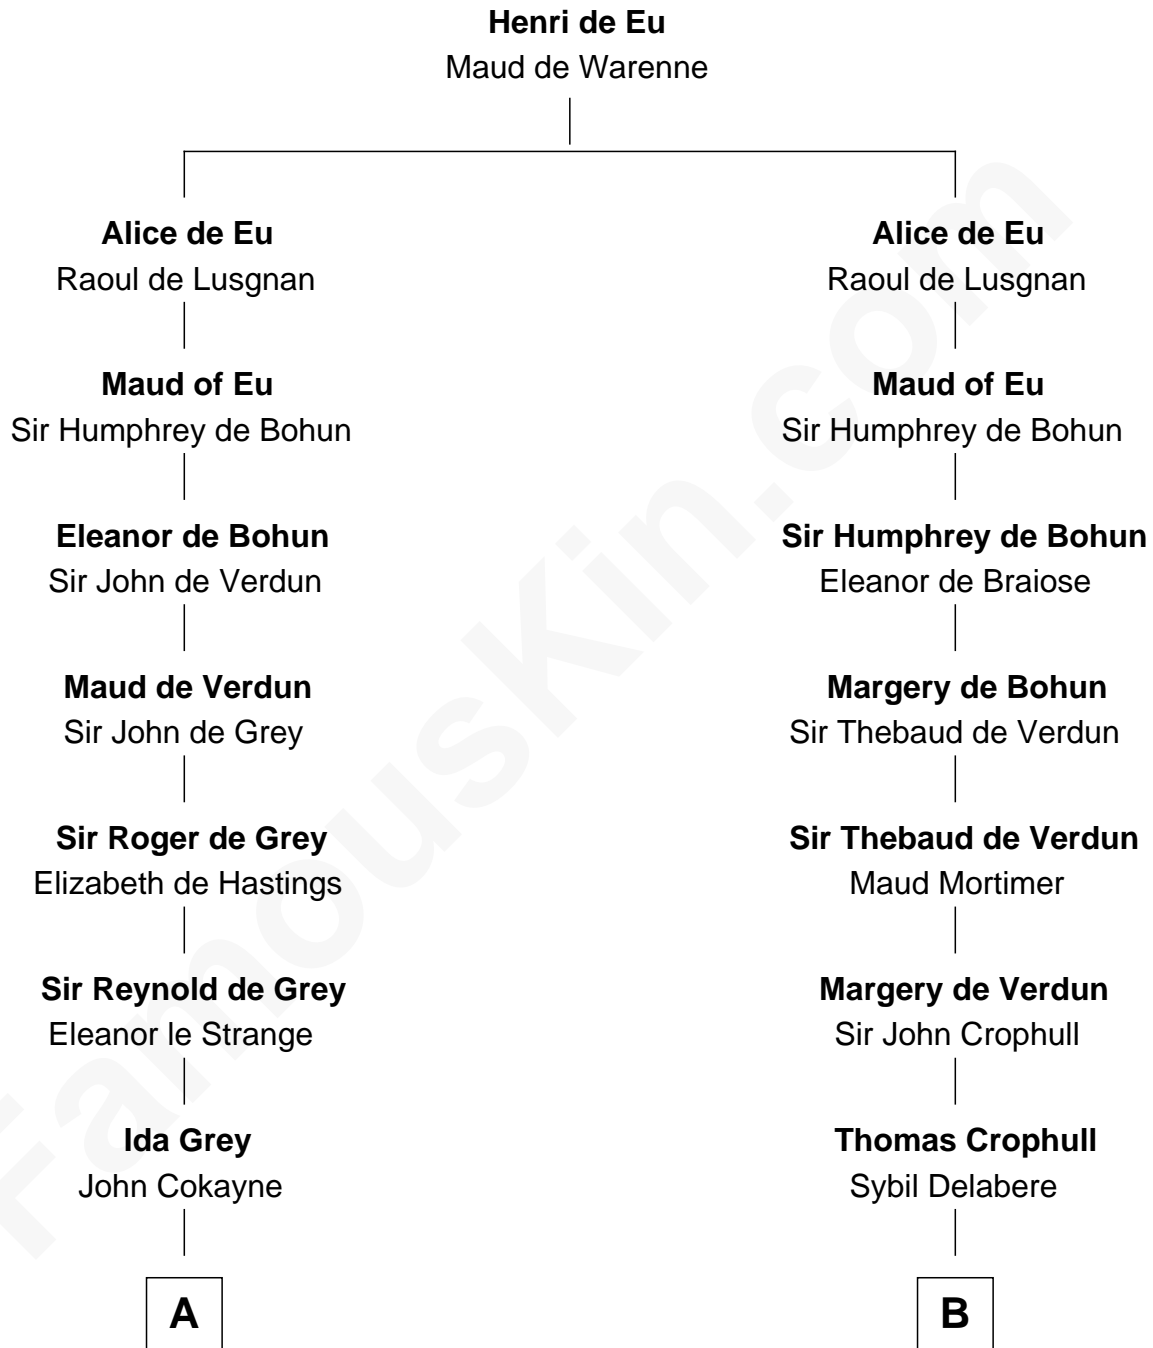 Henri de Eu
Maud de Warenne
Alice de Eu
Raoul de Lusgnan
Maud of Eu
Sir Humphrey de Bohun
Eleanor de Bohun
Sir John de Verdun
Maud de Verdun
Sir John de Grey
Sir Roger de Grey
Elizabeth de Hastings
Sir Reynold de Grey
Eleanor le Strange
Ida Grey
John Cokayne
A
Alice de Eu
Raoul de Lusgnan
Maud of Eu
Sir Humphrey de Bohun
Sir Humphrey de Bohun
Eleanor de Braiose
Margery de Bohun
Sir Thebaud de Verdun
Sir Thebaud de Verdun
Maud Mortimer
Margery de Verdun
Sir John Crophull
Thomas Crophull
Sybil Delabere
B
FamousKin.com